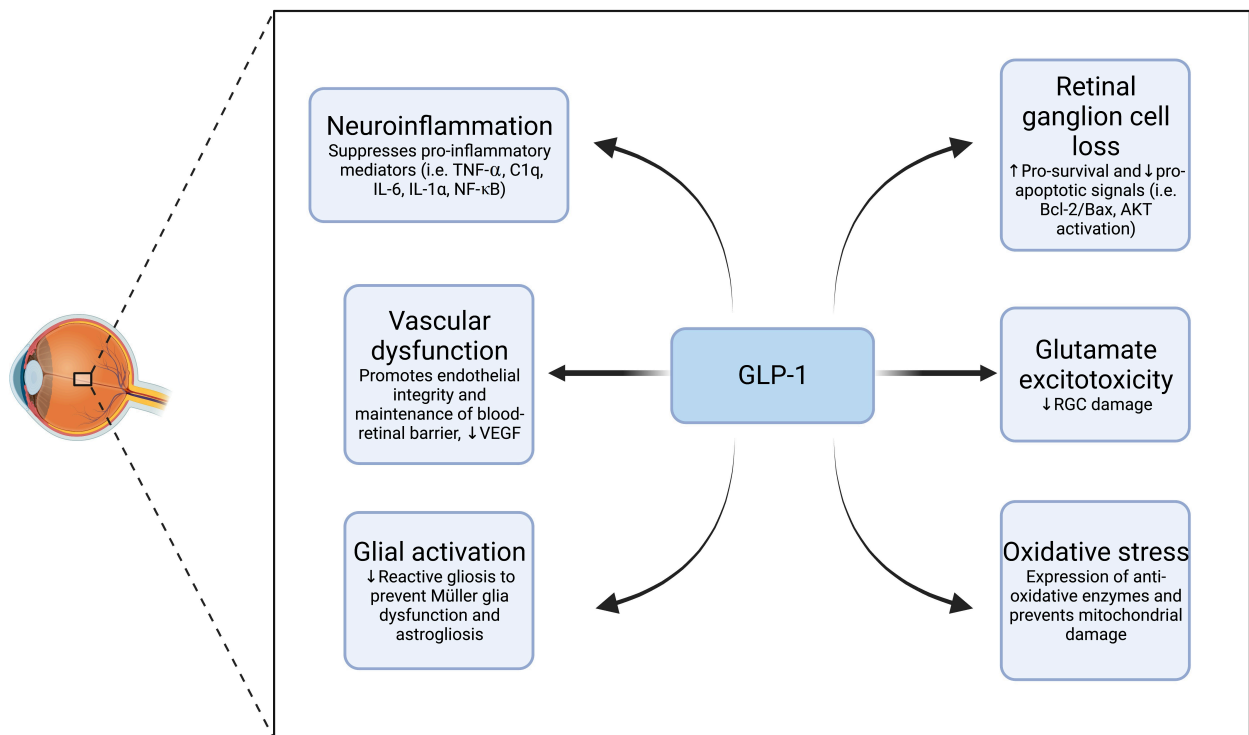 Neuroinflammation
Suppresses pro-inflammatory
mediators (i.e. TNF-α, C1q,
IL-6, IL-1α, NF-κB)
Vascular
dysfunction
Promotes endothelial
integrity and
maintenance of blood-
retinal barrier, ↓VEGF
Glial activation
↓Reactive gliosis to
prevent Müller glia
dysfunction and
astrogliosis
GLP-1
Retinal
ganglion cell
loss
↑Pro-survival and↓pro-
apoptotic signals (i.e.
Bcl-2/Bax, AKT
activation)
Glutamate
excitotoxicity
↓RGC damage
Oxidative stress
Expression of anti-
oxidative enzymes and
prevents mitochondrial
damage